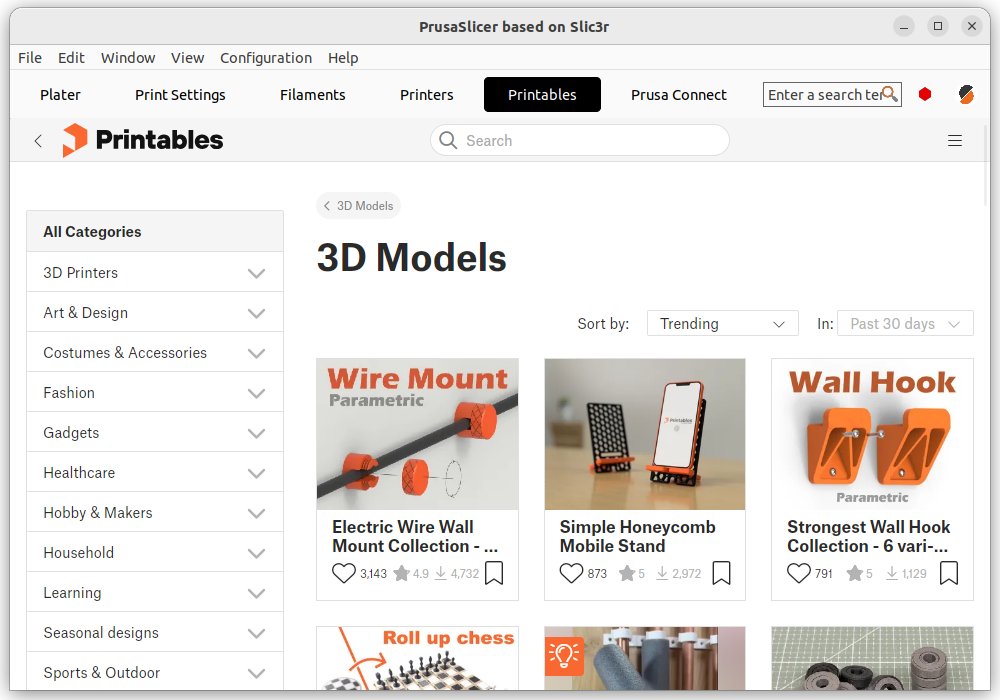 PrusaSlicer based on Slic3r
File Edit Window View Configuration Help
Plater Print Settings Filaments Printers Printables Prusa Connect Enter a search ter
Printables Search
3D Models
3D Models
All Categories
3D Printers
Art & Design
Costumes & Accessories
Fashion
Gadgets
Healthcare
Hobby & Makers
Household
Learning
Seasonal designs
Sports & Outdoor
Sort by: Trending In: Past 30 days
Wire Mount
Parametric
Electric Wire Wall
Mount Collection - ...
3,143 4.9 4,732
Printables
Simple Honeycomb
Mobile Stand
873 5 2,972
Wall Hook
Parametric
Strongest Wall Hook
Collection - 6 vari-...
791 5 1,129
Roll up chess